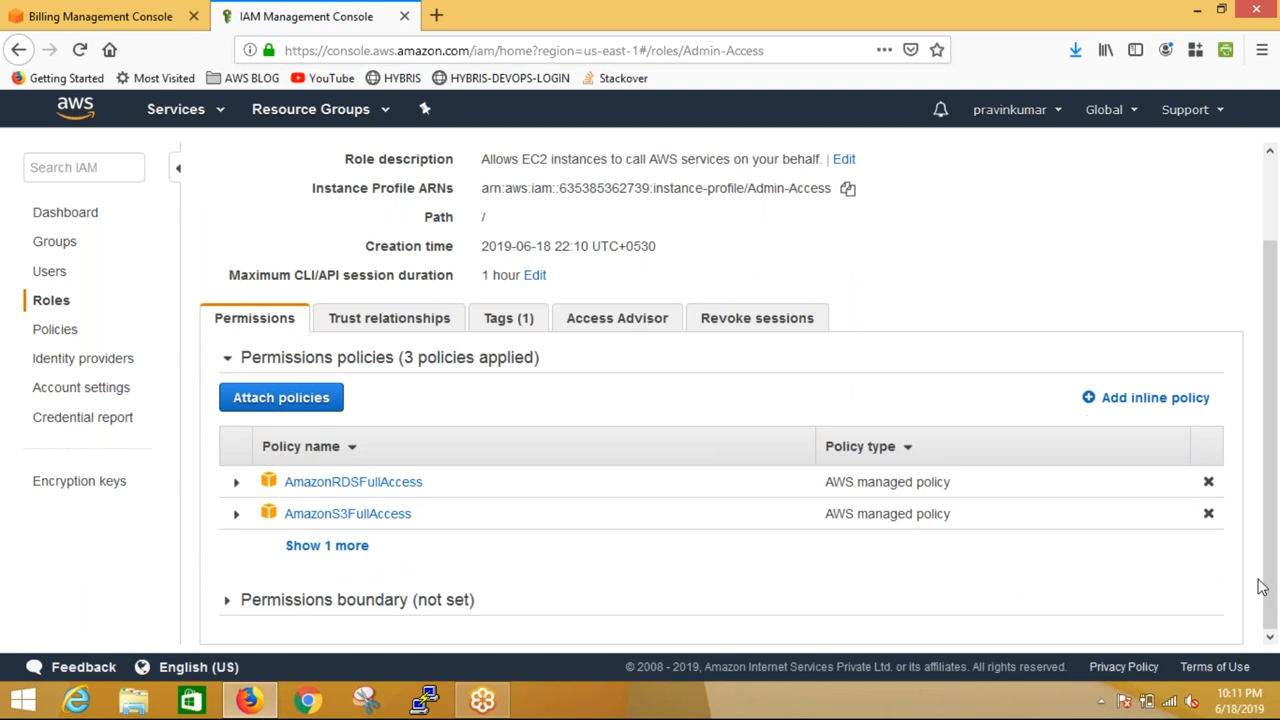 Billing Management Console
IAM Management Console
https://console.aws.amazon.com/iam/home?region=us-east-1#/roles/Admin-Access
Getting Started Most Visited AWS BLOG YouTube HYBRIS HYBRIS-DEVOPS-LOGIN Stackover
aws Services Resource Groups pravinkumar Global Support
Search IAM
Dashboard
Groups
Users
Roles
Policies
Identity providers
Account settings
Credential report
Encryption keys
Role description Allows EC2 instances to call AWS services on your behalf. | Edit
Instance Profile ARNs arn:aws:iam::635385362739:instance-profile/Admin-Access
Path /
Creation time 2019-06-18 22:10 UTC+0530
Maximum CLI/API session duration 1 hour Edit
Permissions Trust relationships Tags (1) Access Advisor Revoke sessions
Permissions policies (3 policies applied)
Attach policies Add inline policy
Policy name Policy type
AmazonRDSFullAccess AWS managed policy
AmazonS3FullAccess AWS managed policy
Show 1 more
Permissions boundary (not set)
Feedback English (US) © 2008 - 2019, Amazon Internet Services Private Ltd. or its affiliates. All rights reserved. Privacy Policy Terms of Use
10:11 PM
6/18/2019